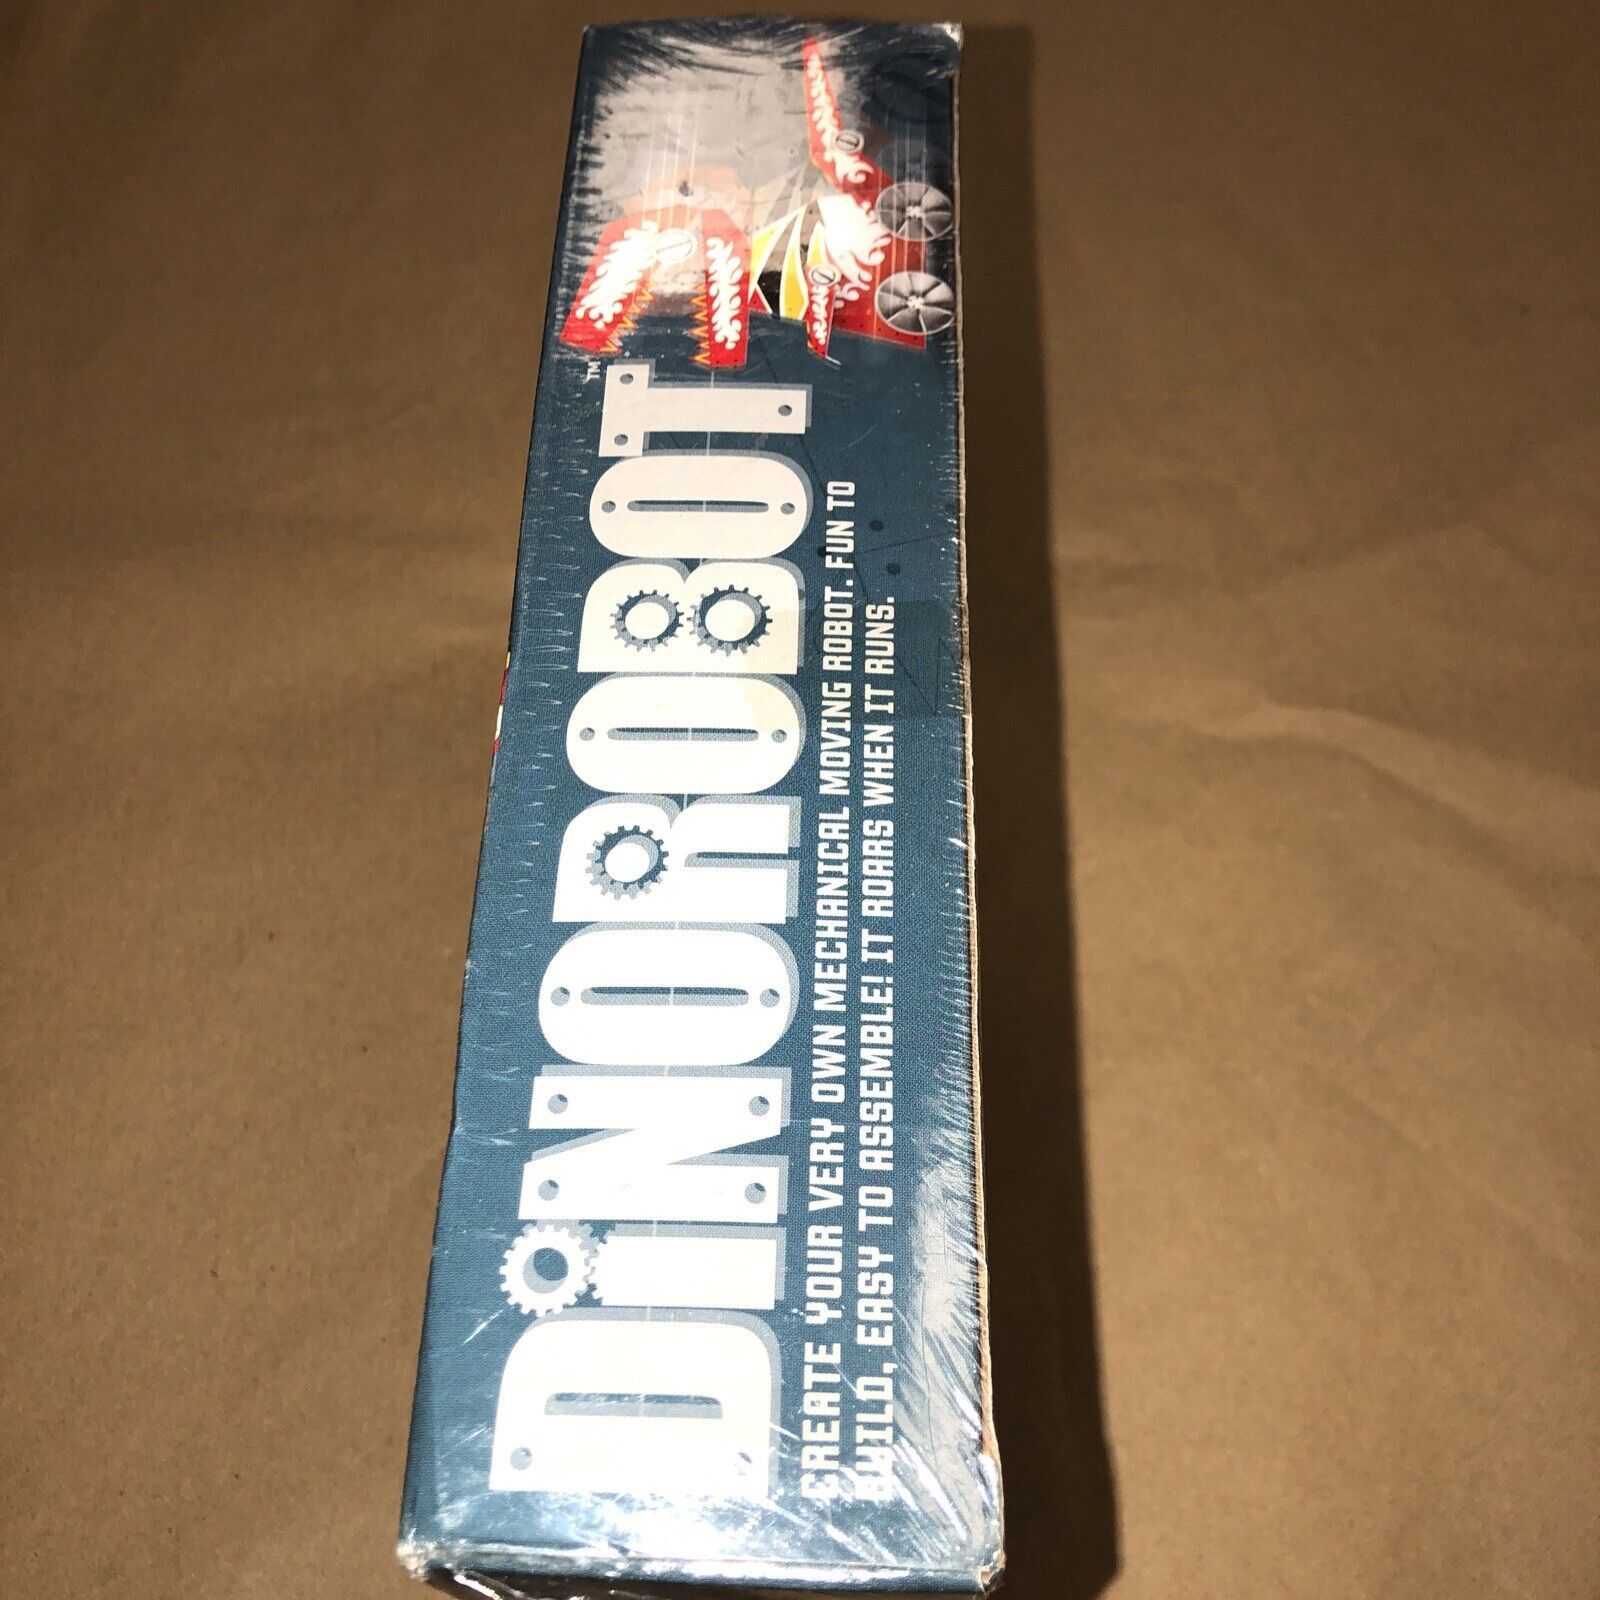 DiNOROBOT™
CREATE YOUR VERY OWN MECHANICAL MOVING ROBOT. FUN TO
BUILD, EASY TO ASSEMBLE! IT ROARS WHEN IT RUNS.